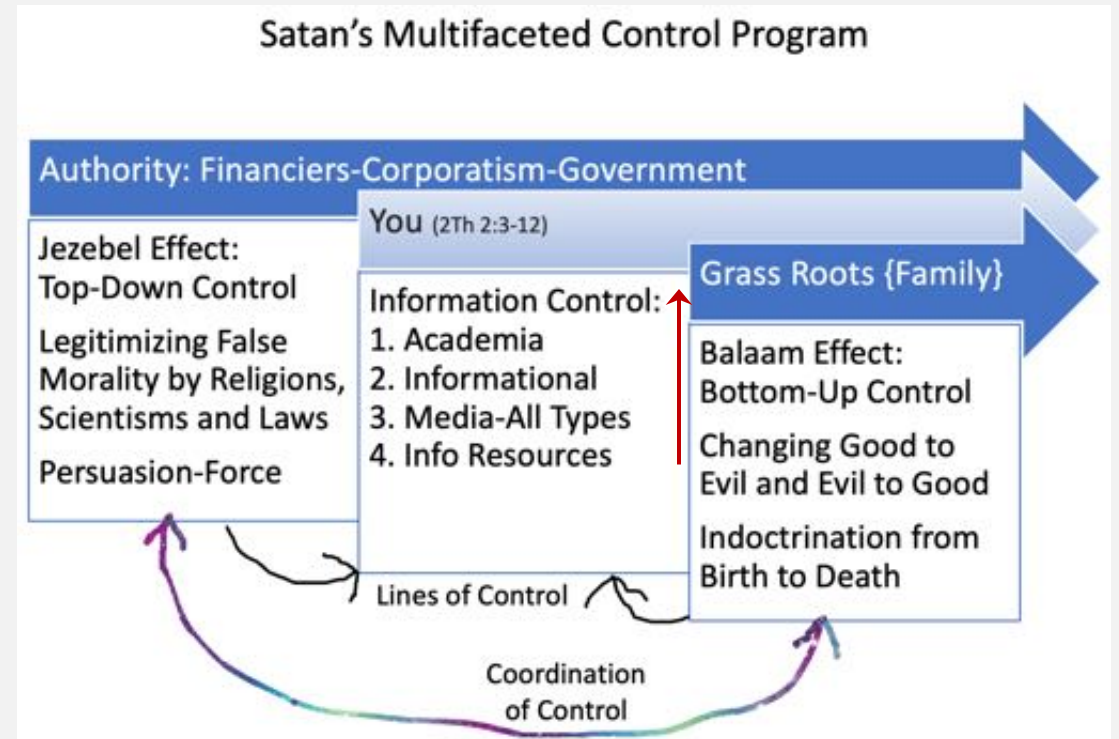 Satan's Multifaceted Control Program
Authority: Financiers-Corporatism-Government
Jezebel Effect:
Top-Down Control
Legitimizing False
Morality by Religions,
Scientisms and Laws
Persuasion-Force
You (2Th 2:3-12)
Information Control:
1. Academia
2. Informational
3. Media-All Types
4. Info Resources
Grass Roots {Family}
Balaam Effect:
Bottom-Up Control
Changing Good to
Evil and Evil to Good
Indoctrination from
Birth to Death
Lines of Control
Coordination
of Control